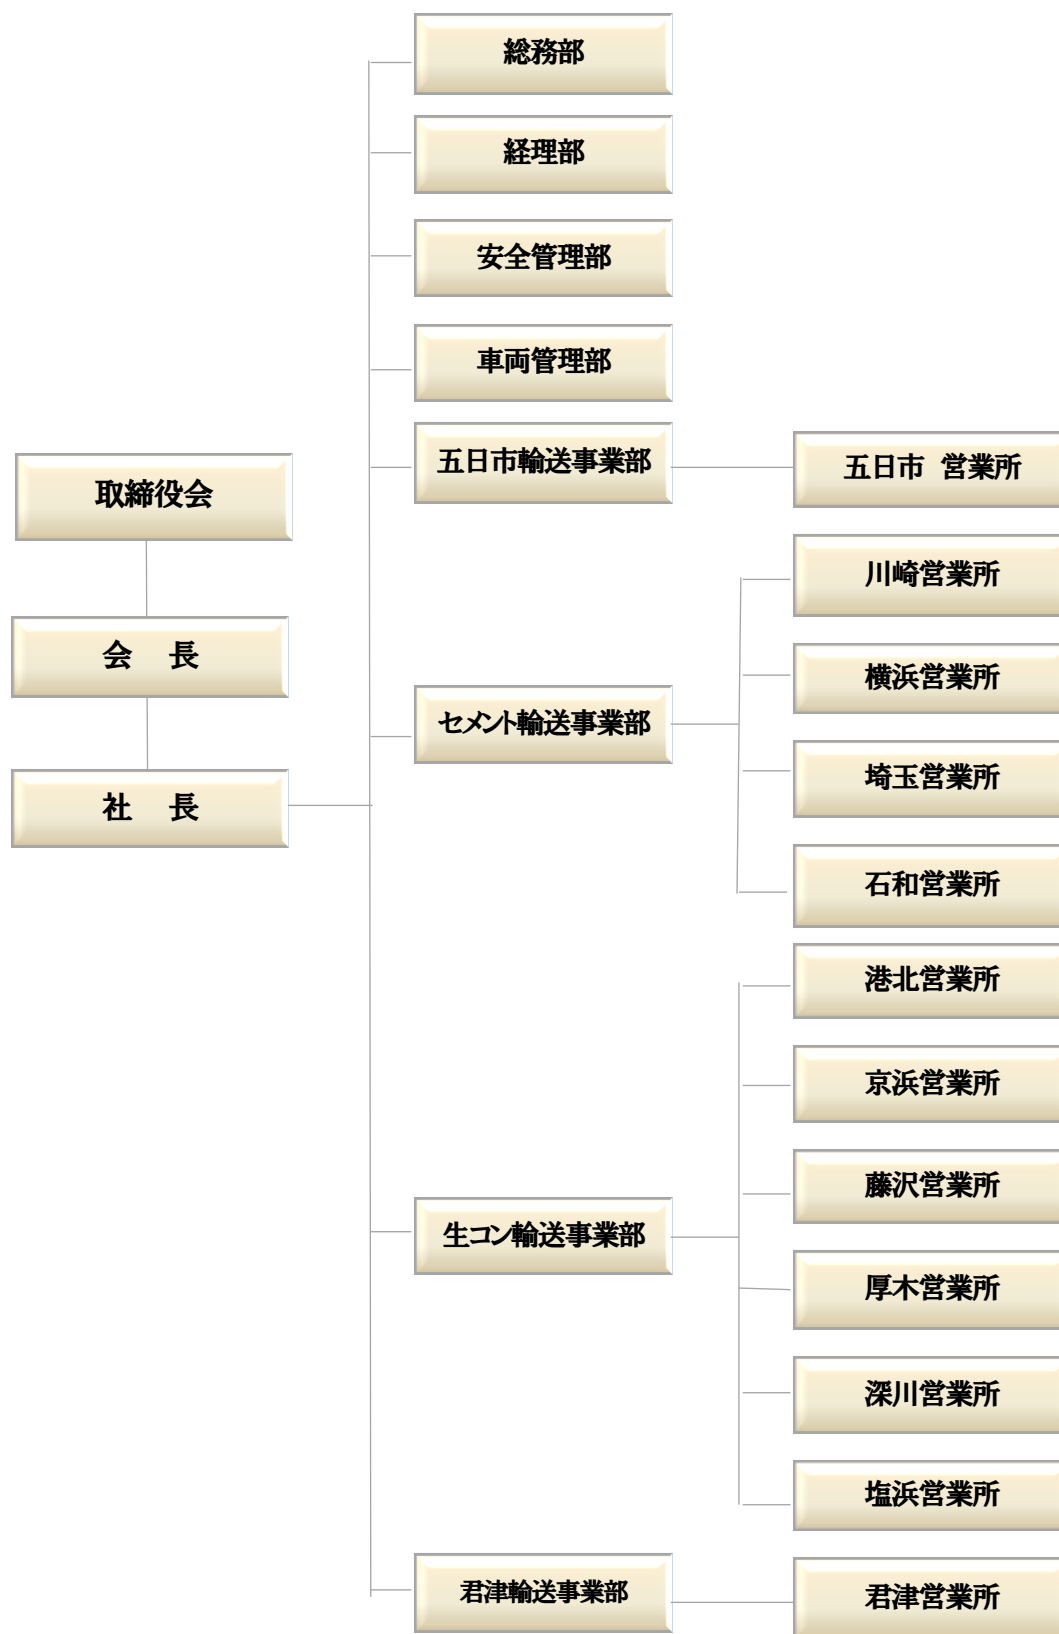 総務部
経理部
安全管理部
車両管理部
五日市輸送事業部
五日市 営業所
取締役会
川崎営業所
会 長
横浜営業所
セメント輸送事業部
埼玉営業所
社 長
石和営業所
港北営業所
京浜営業所
藤沢営業所
生コン輸送事業部
厚木営業所
深川営業所
塩浜営業所
君津輸送事業部
君津営業所